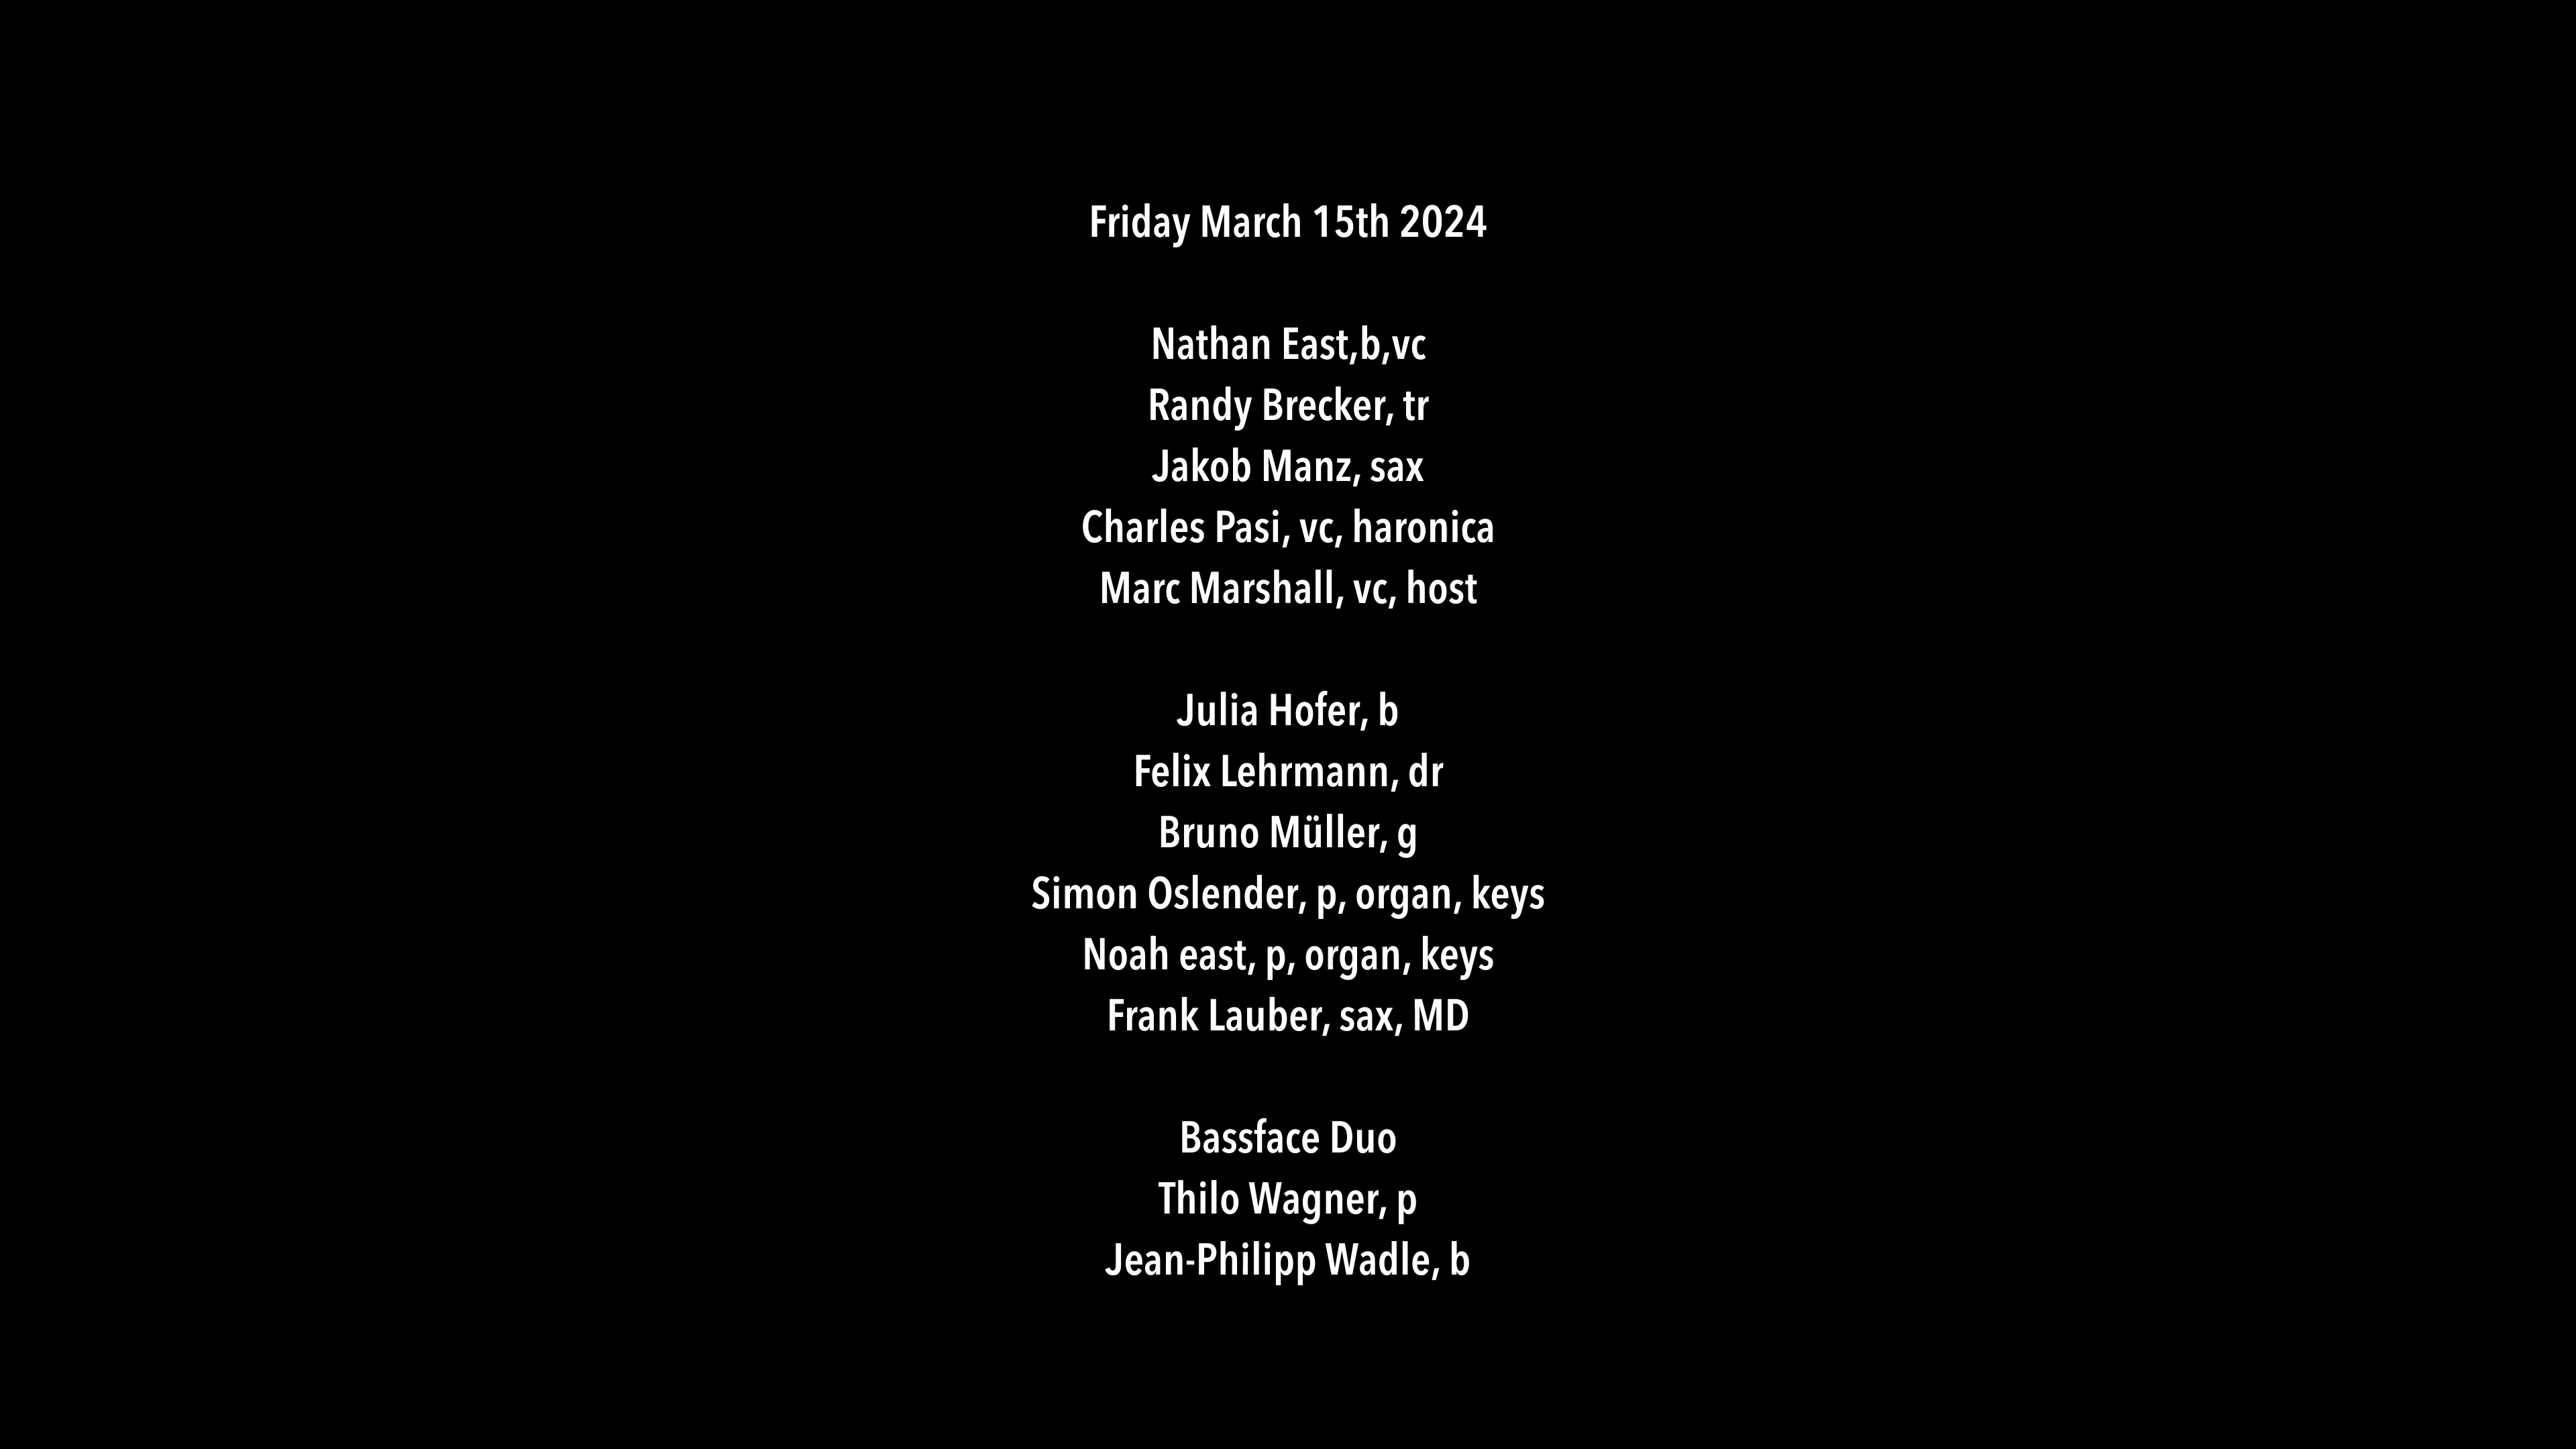 Friday March 15th 2024
Nathan East,b,vc
Randy Brecker, tr
Jakob Manz, sax
Charles Pasi, vc, haronica
Marc Marshall, vc, host
Julia Hofer, b
Felix Lehrmann, dr
Bruno Müller, g
Simon Oslender, p, organ, keys
Noah east, p, organ, keys
Frank Lauber, sax, MD
Bassface Duo
Thilo Wagner, p
Jean-Philipp Wadle, b